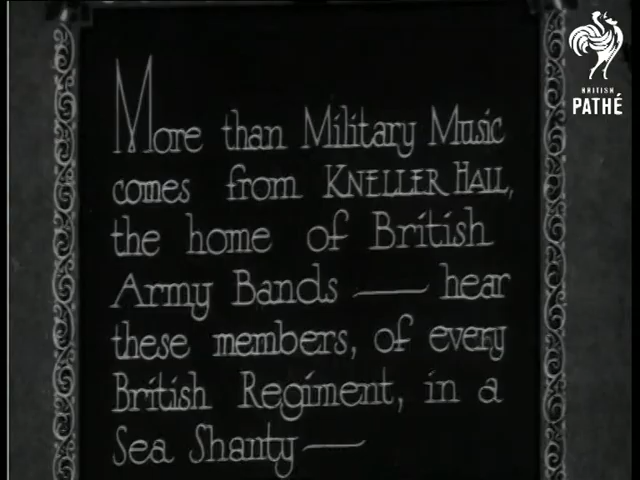 More than Military Music
comes from KNELLER HALL,
the home of British
Army Bands — hear
these members, of every
British Regiment, in a
Sea Shanty —
BRITISH
PATHÉ